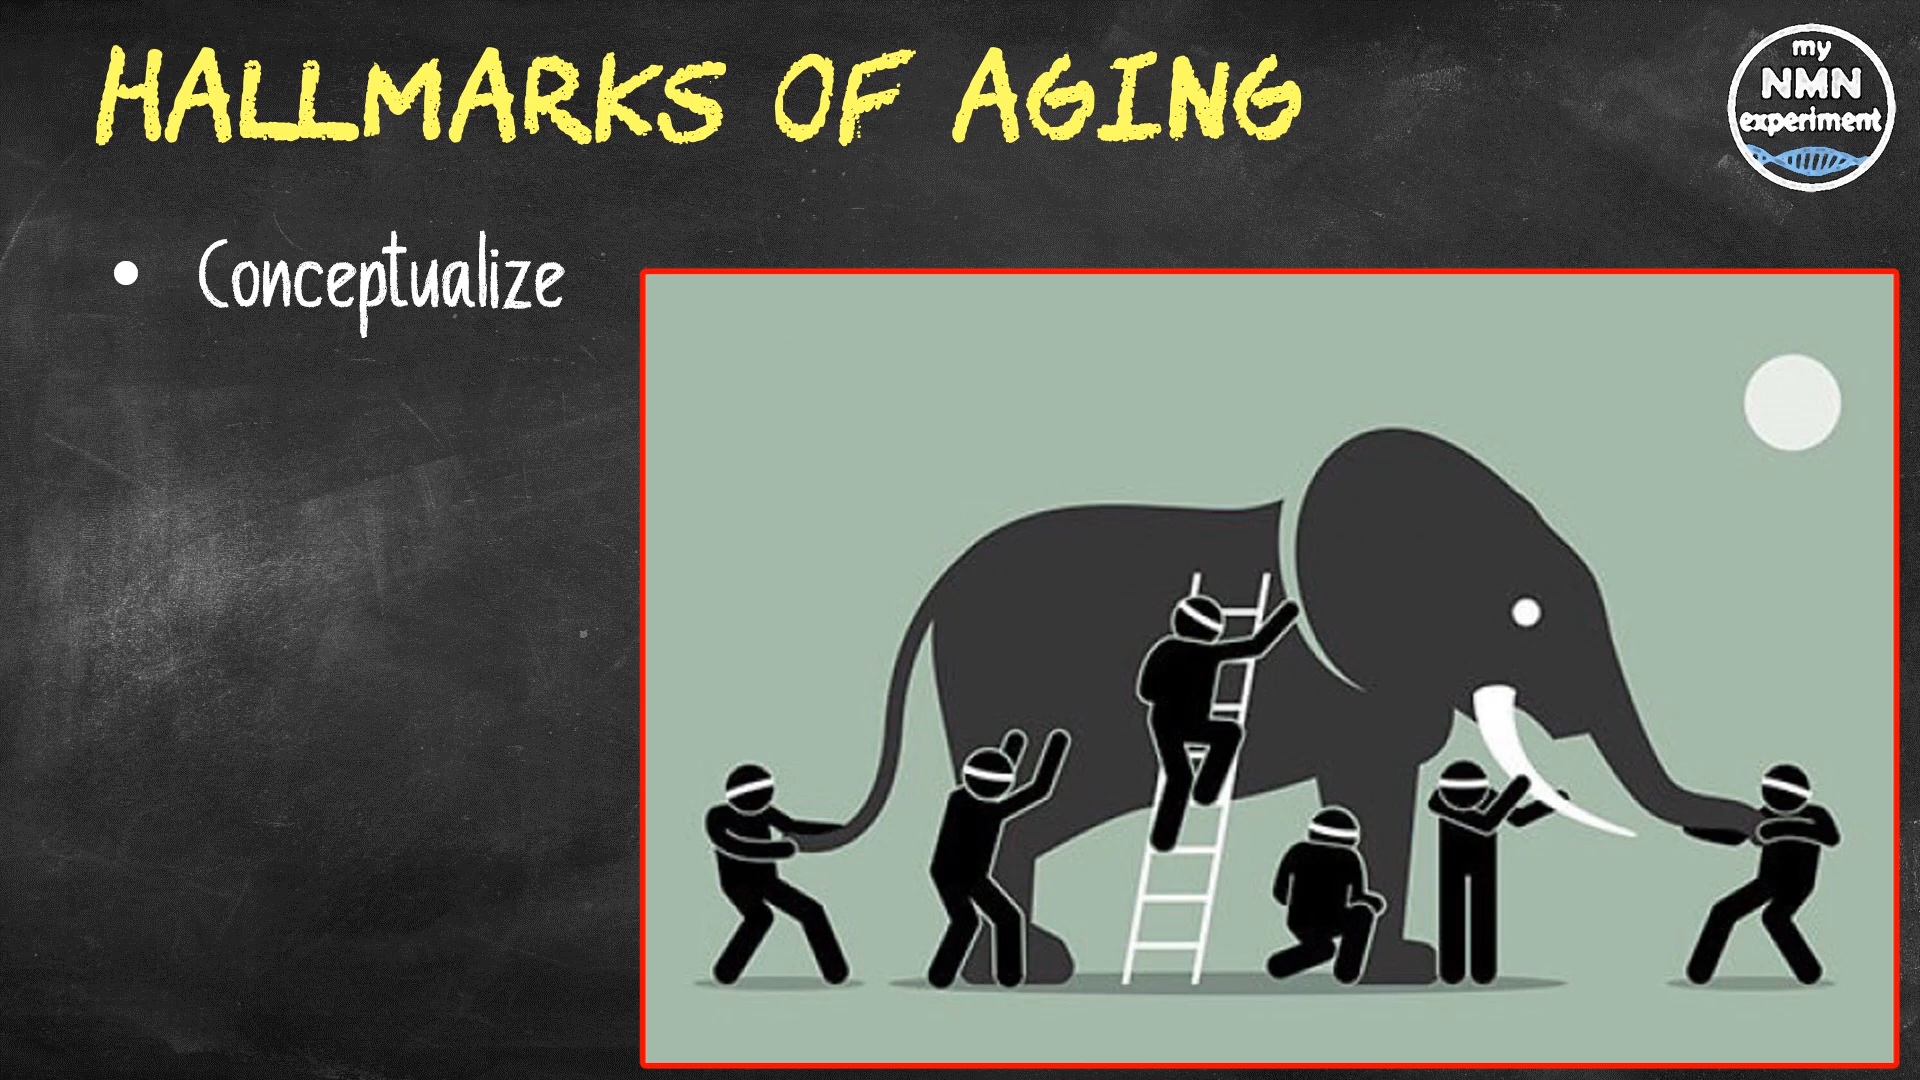 HALLMARKS OF AGING
my
NMN
experiment
• Conceptualize